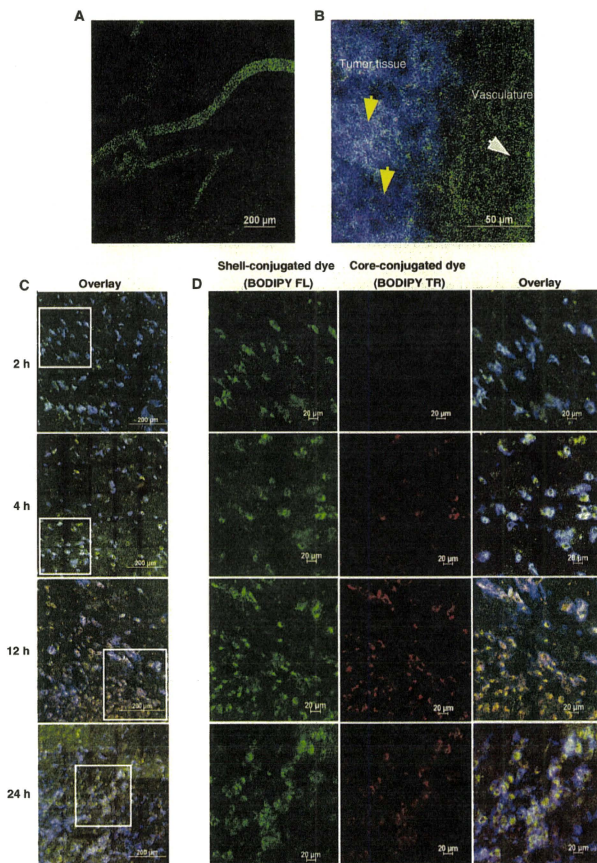 A
B
Tumor tissue
Vasculature
200 µm
50 µm
Shell-conjugated dye Core-conjugated dye
C Overlay D (BODIPY FL) (BODIPY TR) Overlay
2 h
200 µm
20 µm
20 µm
20 µm
4 h
200 µm
20 µm
20 µm
20 µm
12 h
200 µm
20 µm
20 µm
20 µm
24 h
200 µm
20 µm
20 µm
20 µm